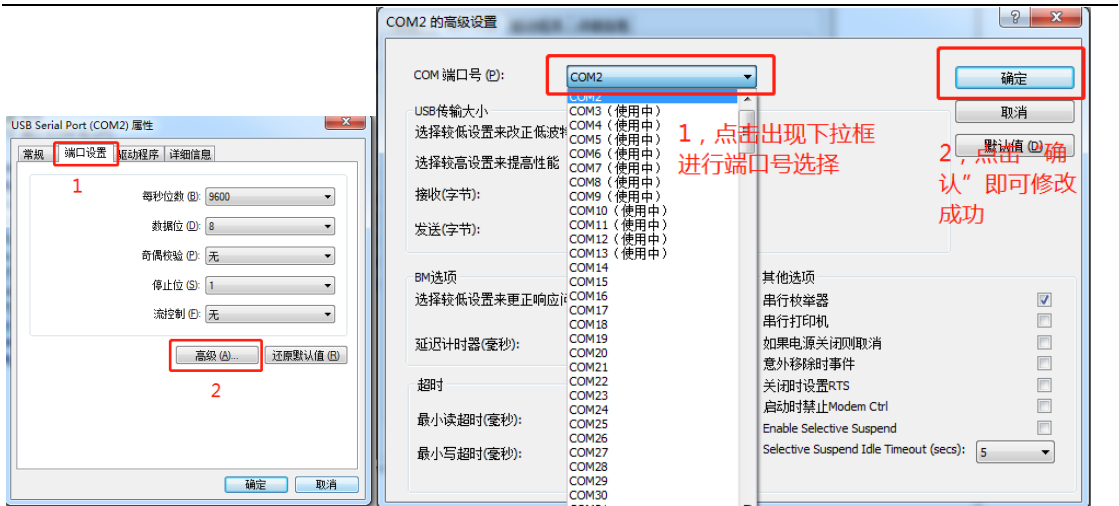 USB Serial Port (COM2) 属性
常规
端口设置
驱动程序
详细信息
1
每秒位数 (B):
9600
数据位 (D):
8
奇偶校验 (P):
无
停止位 (S):
1
流控制 (F):
无
高级 (A)...
还原默认值 (R)
2
确定
取消
COM2 的高级设置
COM 端口号 (P):
COM2
确定
取消
默认值 (D)
USB传输大小
选择较低设置来改正低波特
选择较高设置来提高性能
接收(字节):
发送(字节):
BM选项
选择较低设置来更正响应问
延迟计时器(毫秒):
超时
最小读超时(毫秒):
最小写超时(毫秒):
COM2
COM3 (使用中)
COM4 (使用中)
COM5 (使用中)
COM6 (使用中)
COM7 (使用中)
COM8 (使用中)
COM9 (使用中)
COM10 (使用中)
COM11 (使用中)
COM12 (使用中)
COM13 (使用中)
COM14
COM15
COM16
COM17
COM18
COM19
COM20
COM21
COM22
COM23
COM24
COM25
COM26
COM27
COM28
COM29
COM30
1，点击出现下拉框
进行端口号选择
2，点击“确
认”即可修改
成功
其他选项
串行枚举器
串行打印机
如果电源关闭则取消
意外移除时事件
关闭时设置RTS
启动时禁止Modem Ctrl
Enable Selective Suspend
Selective Suspend Idle Timeout (secs):
5